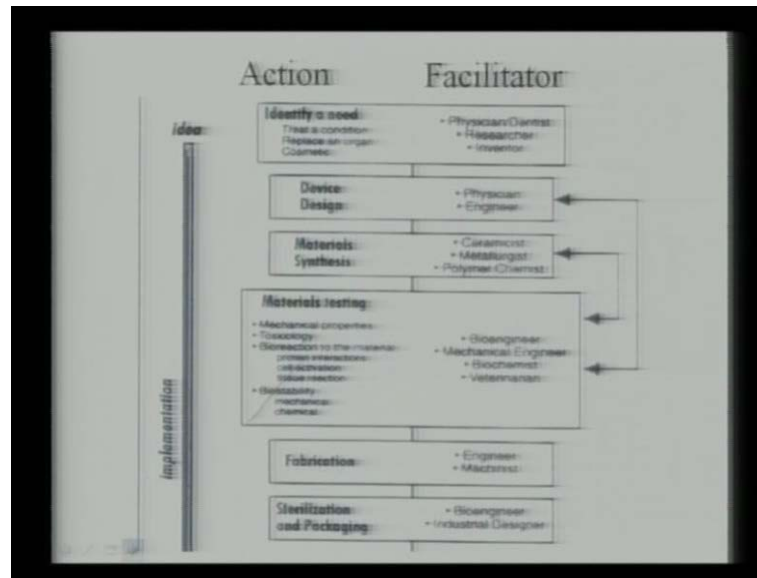 Action
Facilitator
Idea
Implementation
Identify a need
Treat a condition
Replace an organ
Cosmetic
• Physician/Dentist
• Researcher
• Inventor
Device
Design
• Physician
• Engineer
Materials
Synthesis
• Ceramicist
• Metallurgist
• Polymer Chemist
Materials testing
• Mechanical properties
• Toxicology
• Bioreaction to the material
protein interactions
cell activation
tissue reaction
• Biostability
mechanical
chemical
• Bioengineer
• Mechanical Engineer
• Biochemist
• Veterinarian
Fabrication
• Engineer
• Machinist
Sterilization
and Packaging
• Bioengineer
• Industrial Designer